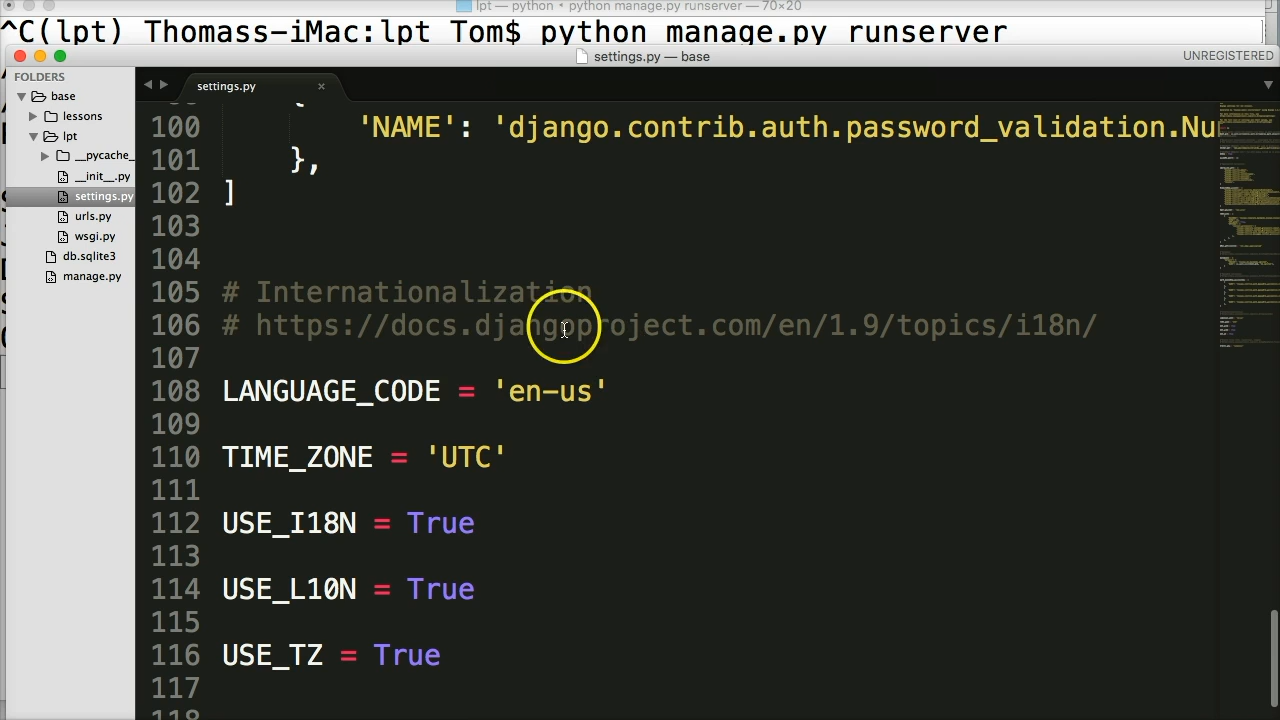 lpt — python • python manage.py runserver — 70×20
^C(lpt) Thomass-iMac:lpt Tom$ python manage.py runserver
settings.py — base
UNREGISTERED
FOLDERS
base
lessons
lpt
__pycache_
__init__.py
settings.py
urls.py
wsgi.py
db.sqlite3
manage.py
settings.py
100 'NAME': 'django.contrib.auth.password_validation.Nu
101 },
102 ]
103
104
105 # Internationalization
106 # https://docs.djangoproject.com/en/1.9/topics/i18n/
107
108 LANGUAGE_CODE = 'en-us'
109
110 TIME_ZONE = 'UTC'
111
112 USE_I18N = True
113
114 USE_L10N = True
115
116 USE_TZ = True
117
118